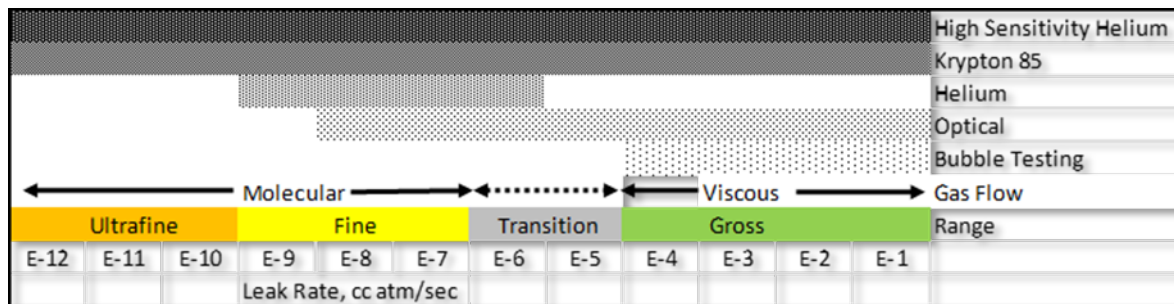 High Sensitivity Helium
Krypton 85
Helium
Optical
Bubble Testing
Molecular Viscous Gas Flow
Ultrafine Fine Transition Gross Range
E-12 E-11 E-10 E-9 E-8 E-7 E-6 E-5 E-4 E-3 E-2 E-1
Leak Rate, cc atm/sec